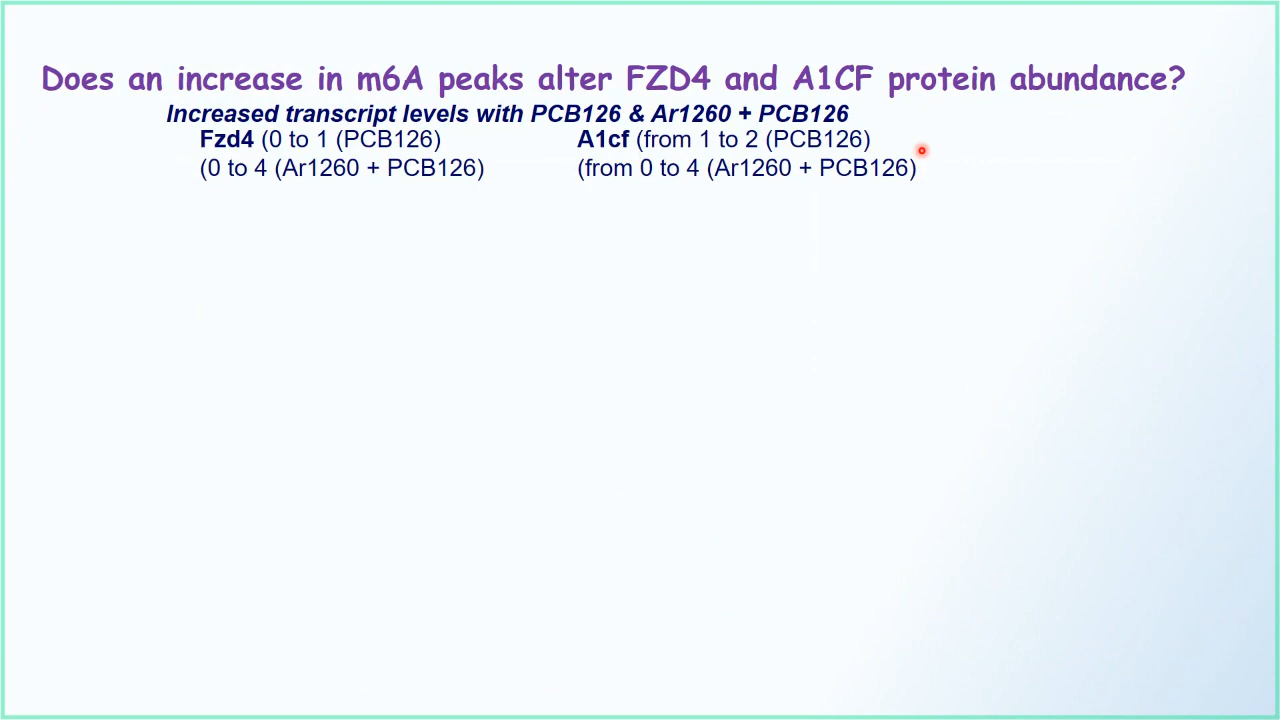 Does an increase in m6A peaks alter FZD4 and A1CF protein abundance?
Increased transcript levels with PCB126 & Ar1260 + PCB126
Fzd4 (0 to 1 (PCB126)
(0 to 4 (Ar1260 + PCB126)
A1cf (from 1 to 2 (PCB126)
(from 0 to 4 (Ar1260 + PCB126)